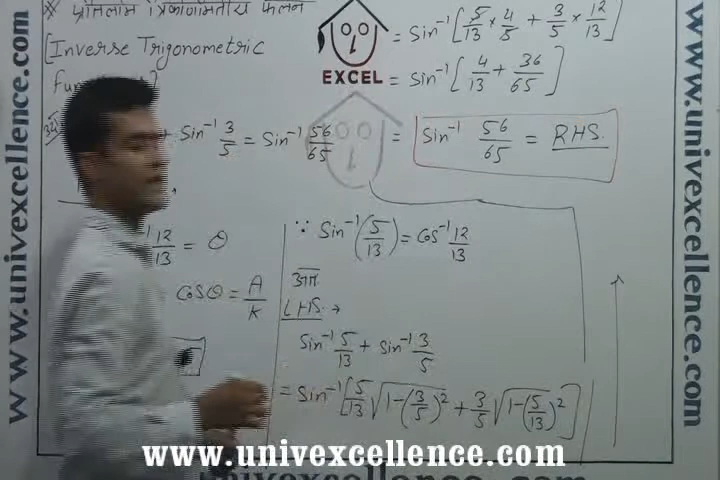 * प्रतिलोम त्रिकोणमितीय फलन
[Inverse Trigonometric
+ Sin⁻¹ 3/5 = Sin⁻¹ 56/65
12/13 = θ
Cosθ = A/K
∵ Sin⁻¹(5/13) = Cos⁻¹ 12/13
अतः
LHS →
Sin⁻¹ 5/13 + Sin⁻¹ 3/5
= Sin⁻¹[5/13 √1-(3/5)² + 3/5 √1-(5/13)²]
= Sin⁻¹[5/13 × 4/5 + 3/5 × 12/13]
= Sin⁻¹[4/13 + 36/65]
= Sin⁻¹ 56/65 = RHS.
EXCEL
www.univexcellence.com
www.univexcellence.com
www.univexcellence.com